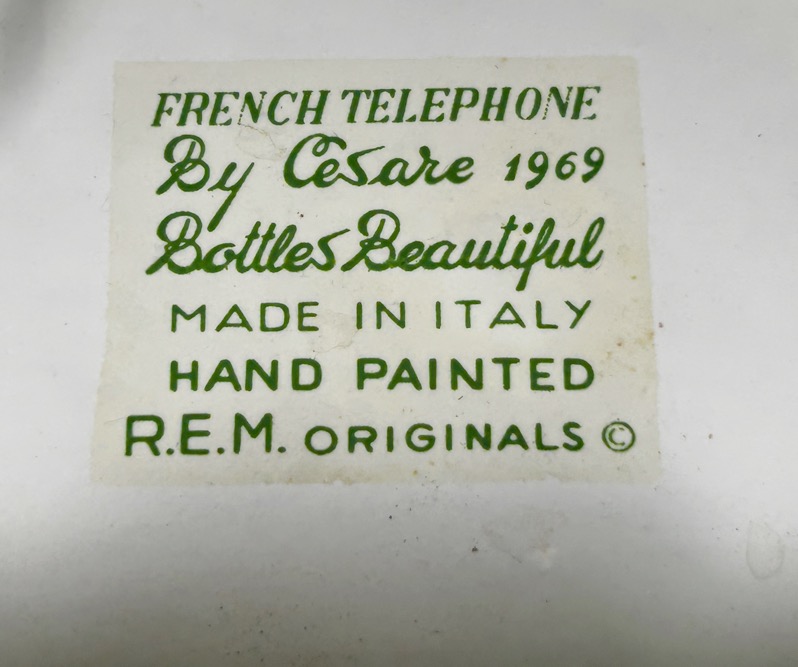 FRENCH TELEPHONE
By Cesare 1969
Bottles Beautiful
MADE IN ITALY
HAND PAINTED
R.E.M. ORIGINALS ©